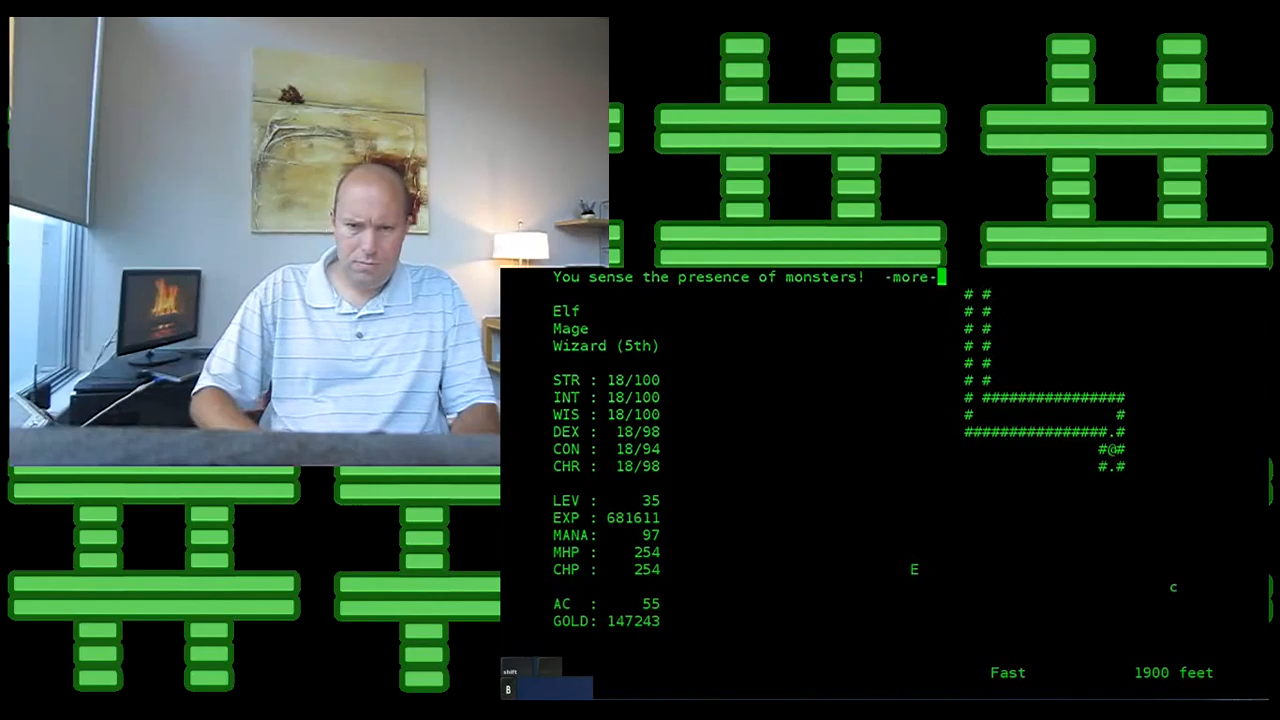 You sense the presence of monsters!  -more-
# #
Elf # #
Mage # #
Wizard (5th) # #
# #
STR : 18/100 # #
INT : 18/100 # ################
WIS : 18/100 # #
DEX :  18/98 ################.#
CON :  18/94 #@#
CHR :  18/98 #.#
LEV :     35
EXP : 681611
MANA:     97
MHP :    254
CHP :    254 E
c
AC  :     55
GOLD: 147243
shift
Fast 1900 feet
B